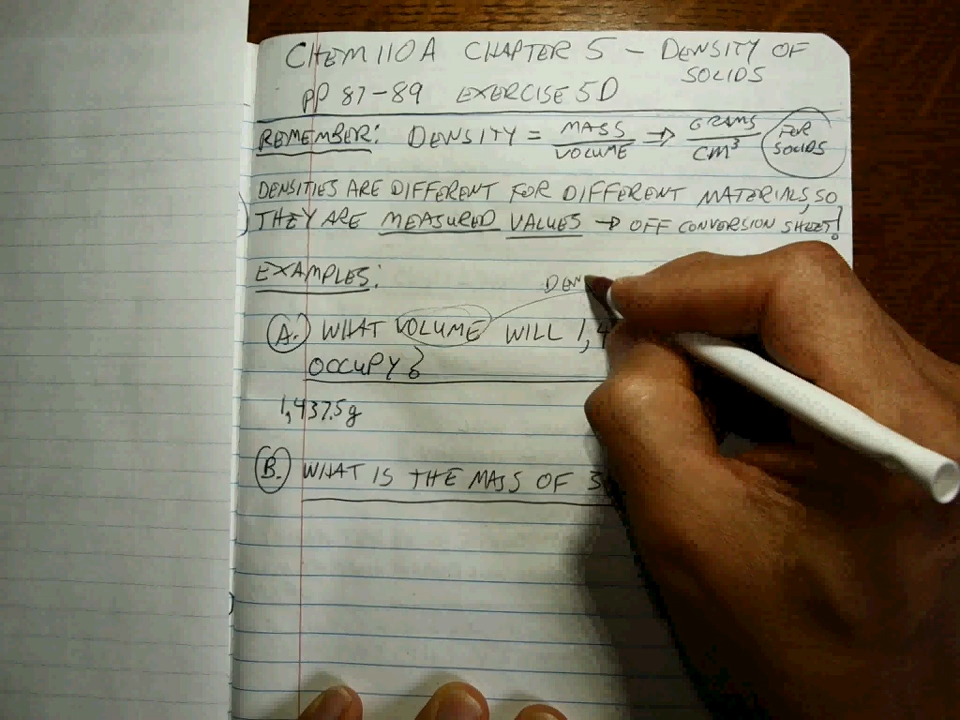 CHEM 110A CHAPTER 5 - DENSITY OF SOLIDS
pp 87-89 EXERCISE 5D
REMEMBER: DENSITY = MASS / VOLUME → GRAMS / CM³ FOR SOLIDS
DENSITIES ARE DIFFERENT FOR DIFFERENT MATERIALS, SO
THEY ARE MEASURED VALUES → OFF CONVERSION SHEET!
EXAMPLES:
DEN
A. WHAT VOLUME WILL 1,4
OCCUPY?
1,437.5g
B. WHAT IS THE MASS OF 3